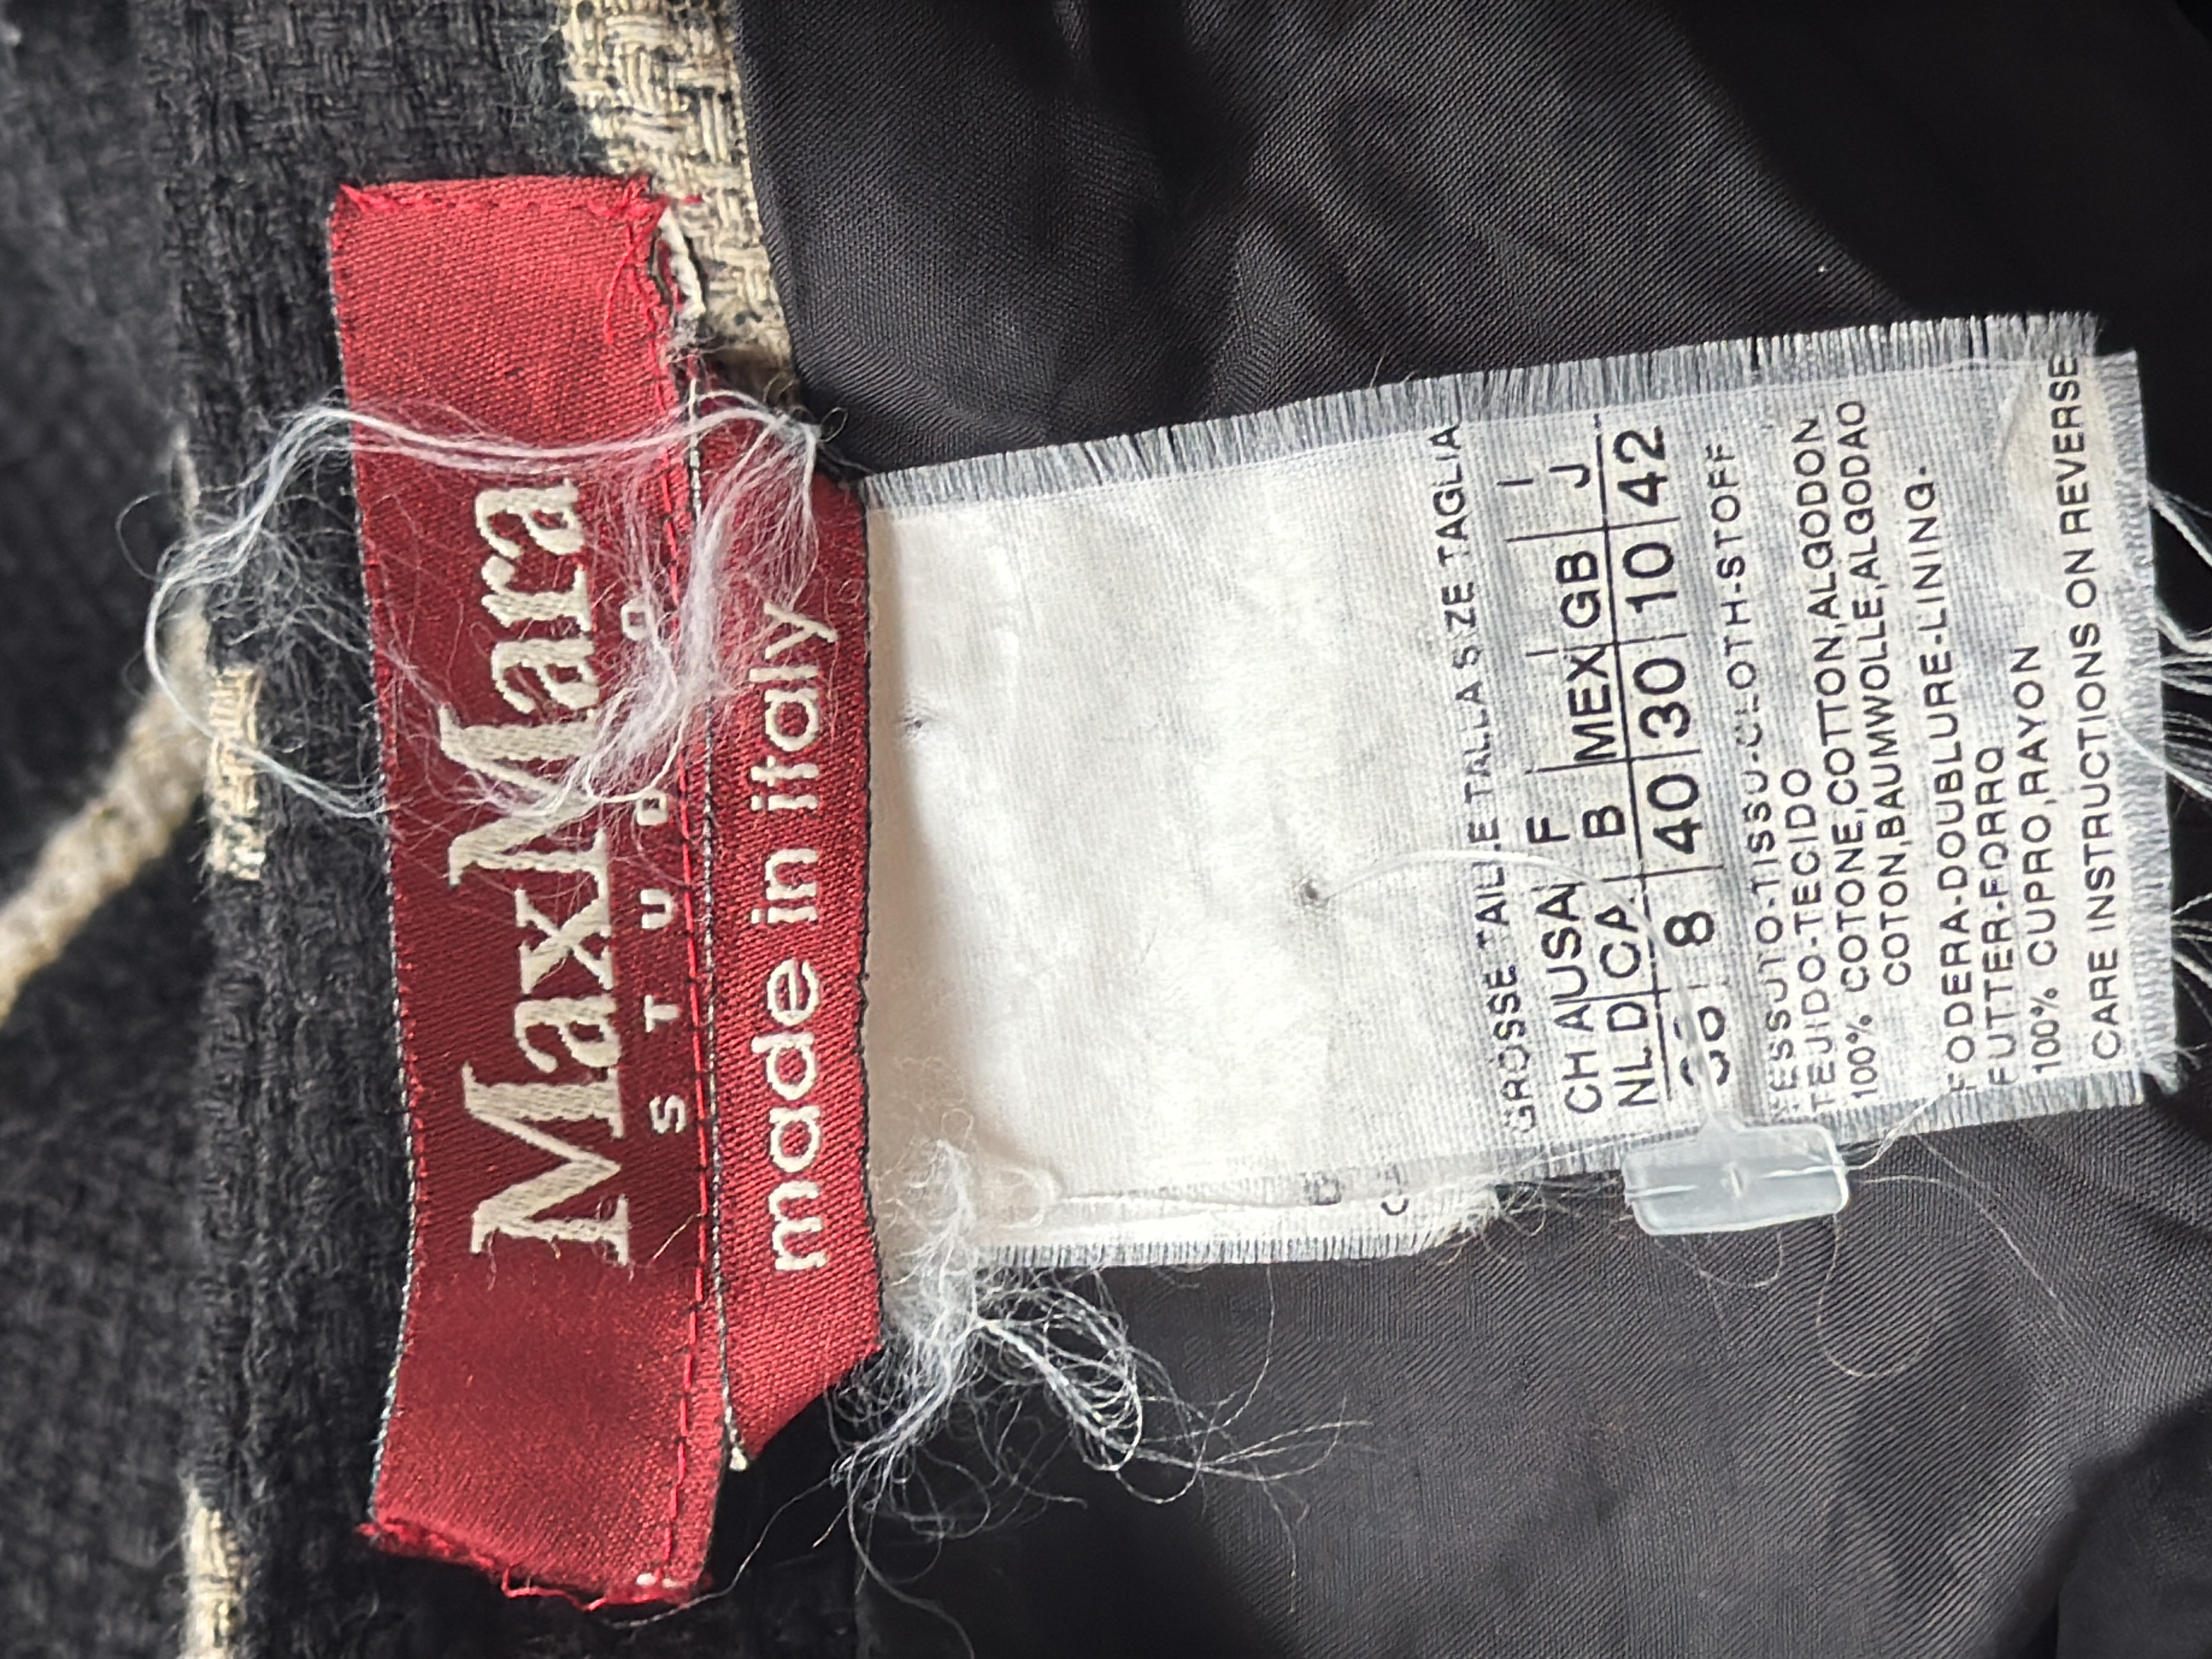 MaxMara
STUDIO
made in italy
GROSSE TAILLE TALLA SIZE TAGLIA
CH A USA F I
NL D CA B MEX GB J
38 8 40 30 10 42
TESSUTO-TISSU-CLOTH-STOFF
TEJIDO-TECIDO
100% COTONE,COTTON,ALGODON
COTON,BAUMWOLLE,ALGODAO
FODERA-DOUBLURE-LINING-
FUTTER-FORRO
100% CUPRO,RAYON
CARE INSTRUCTIONS ON REVERSE